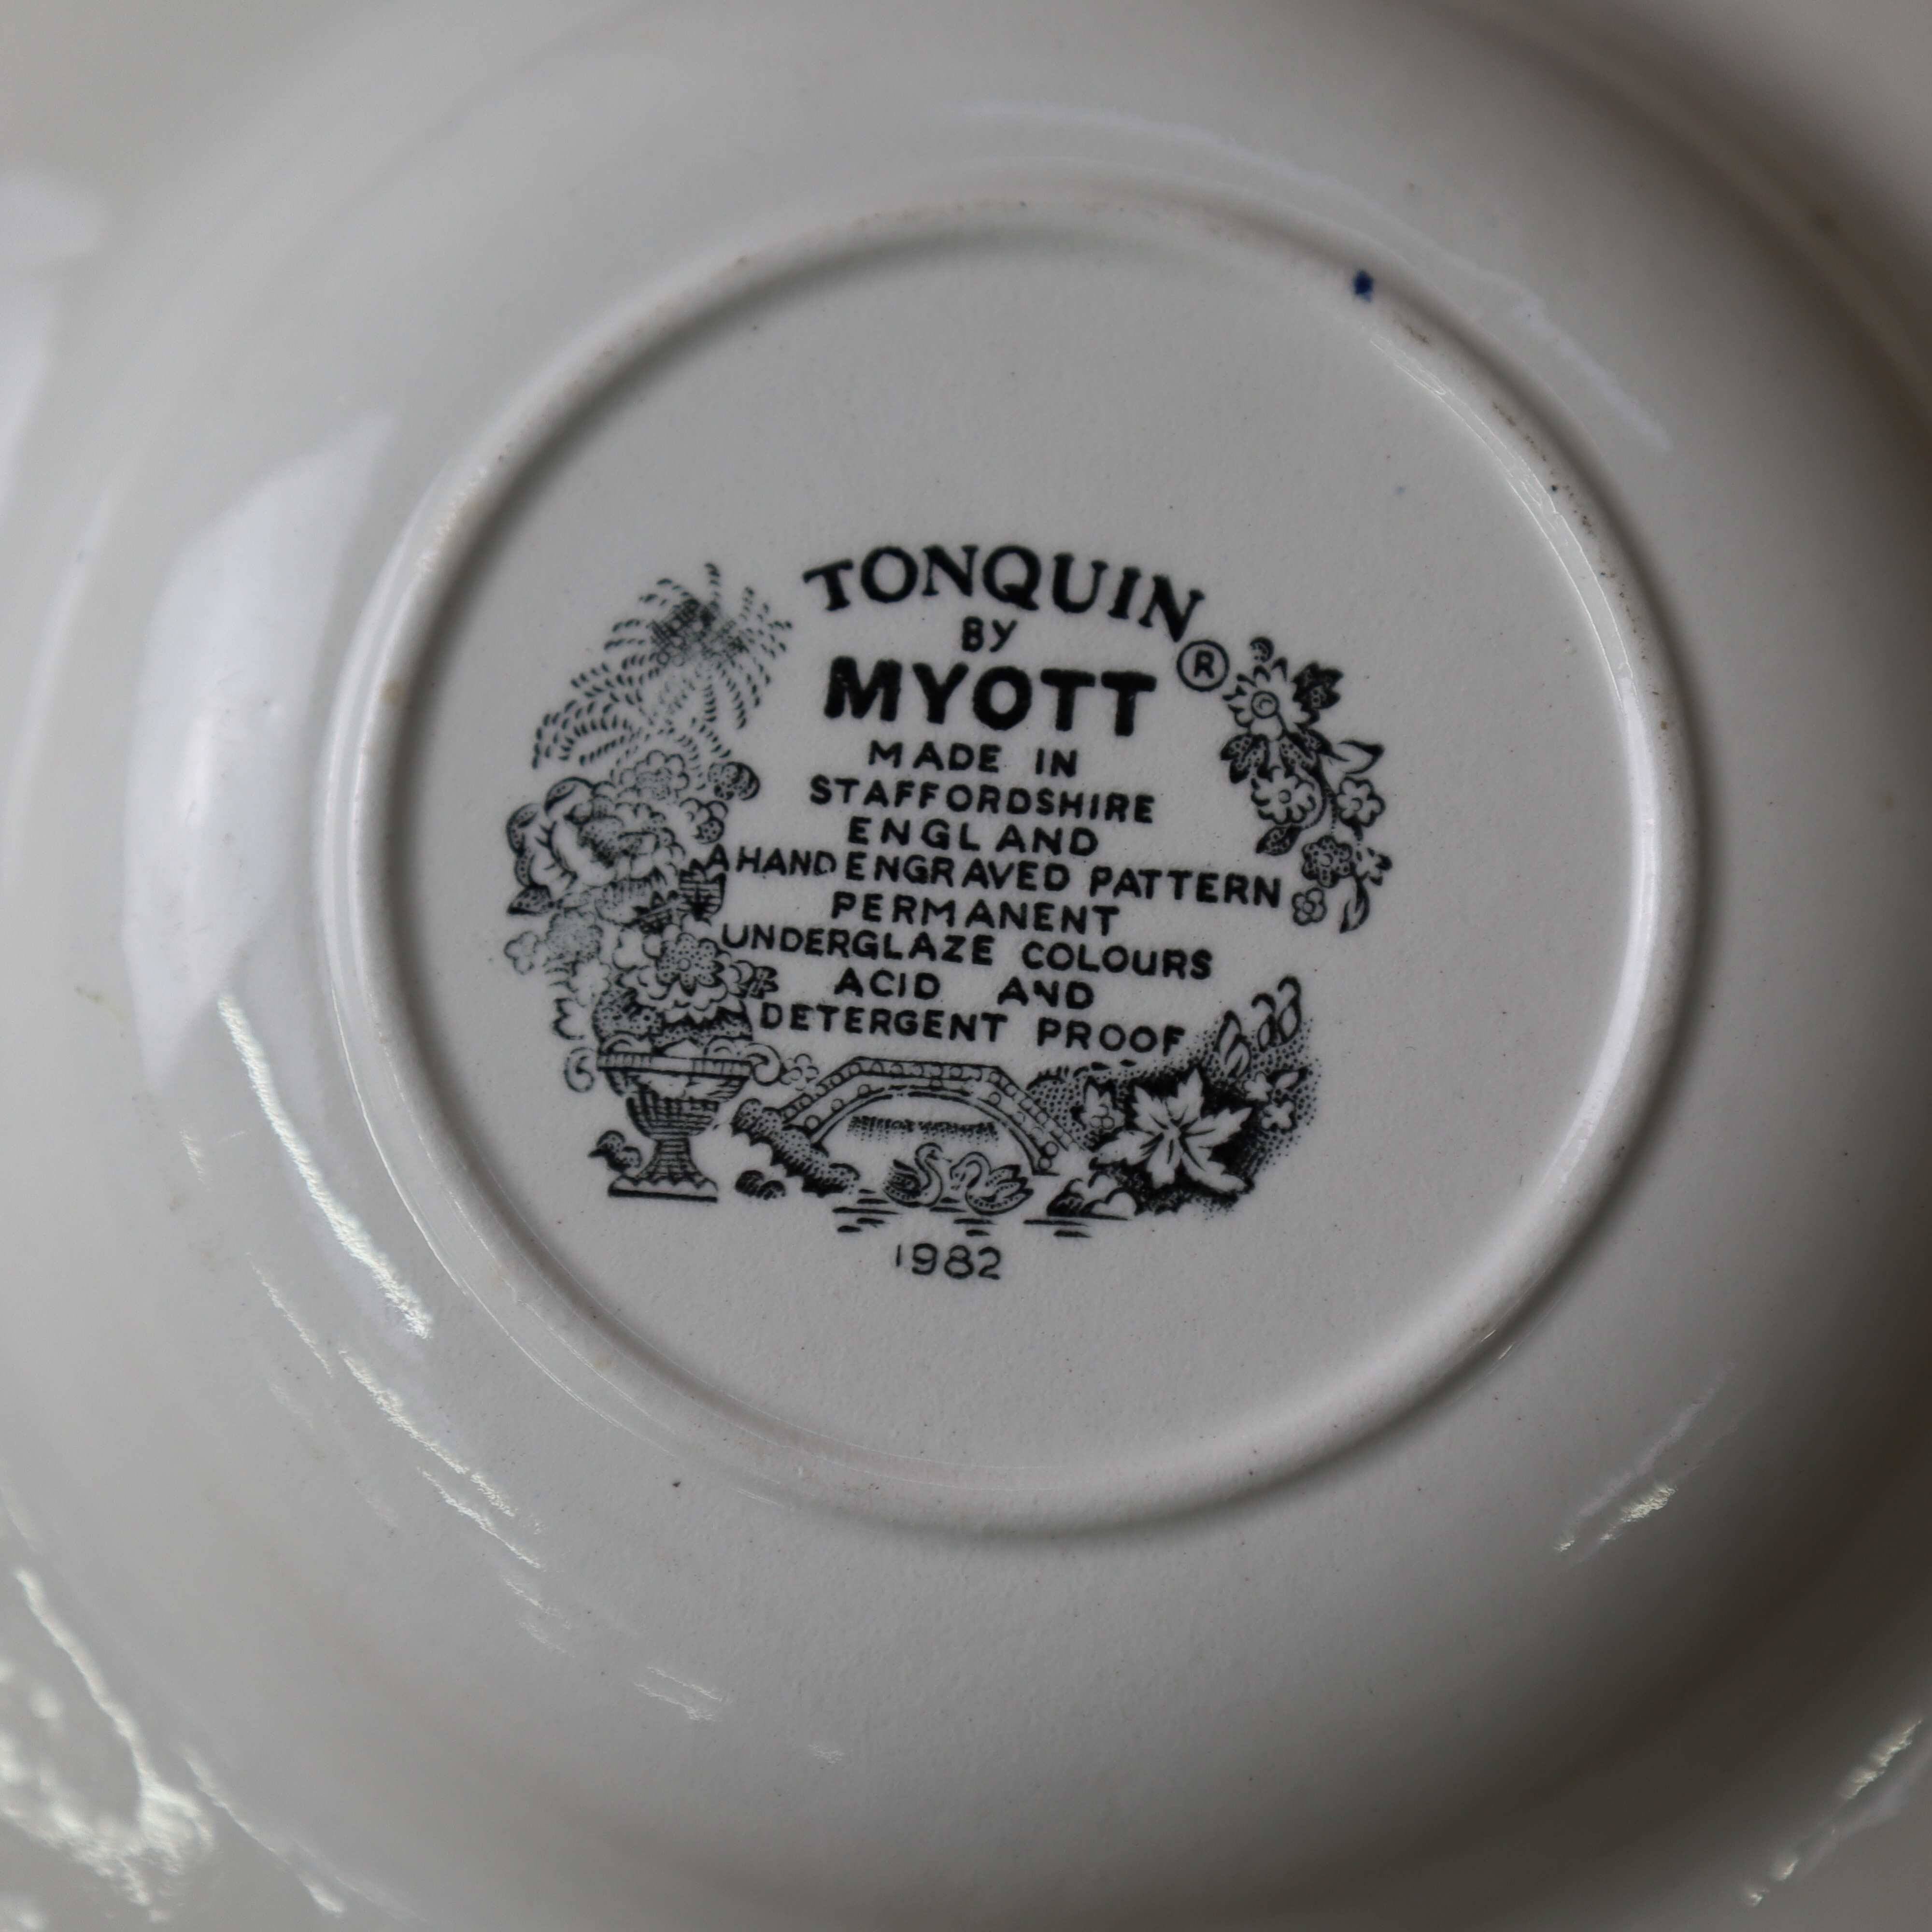 TONQUIN
BY
MYOTT ®
MADE IN
STAFFORDSHIRE
ENGLAND
A HAND ENGRAVED PATTERN
PERMANENT
UNDERGLAZE COLOURS
ACID AND
DETERGENT PROOF
1982